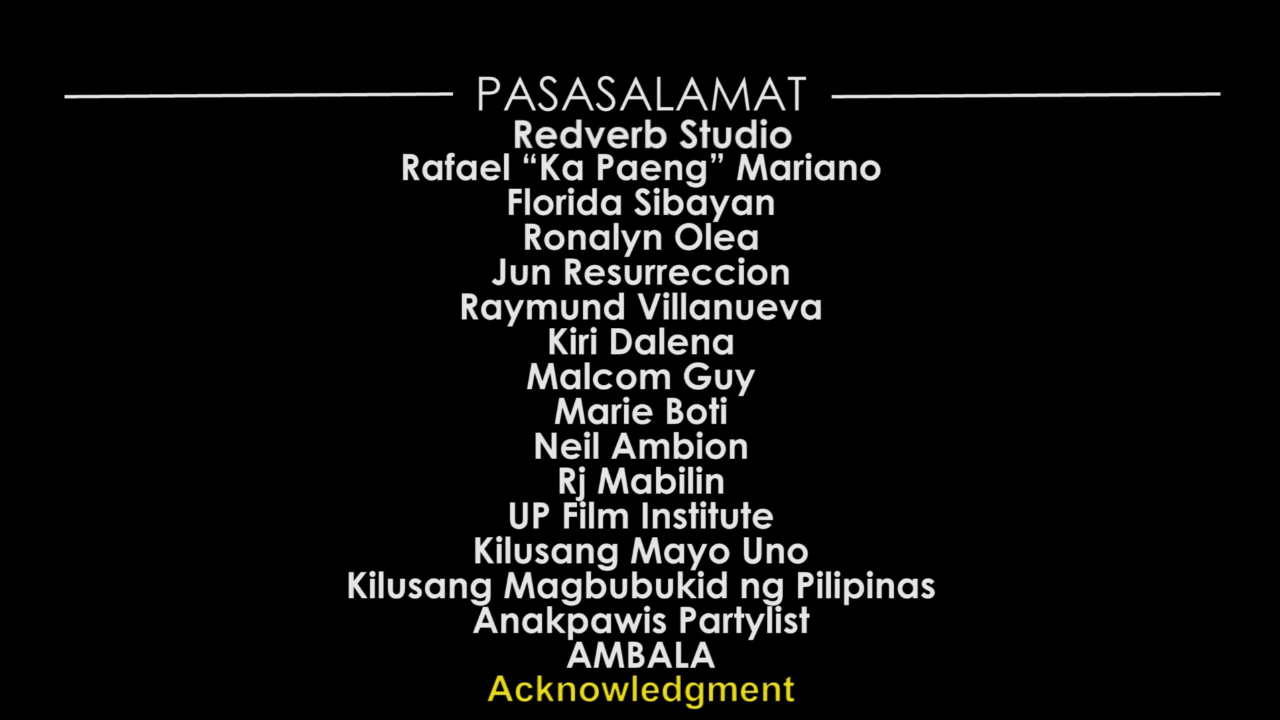 PASASALAMAT
Redverb Studio
Rafael “Ka Paeng” Mariano
Florida Sibayan
Ronalyn Olea
Jun Resurreccion
Raymund Villanueva
Kiri Dalena
Malcom Guy
Marie Boti
Neil Ambion
Rj Mabilin
UP Film Institute
Kilusang Mayo Uno
Kilusang Magbubukid ng Pilipinas
Anakpawis Partylist
AMBALA
Acknowledgment